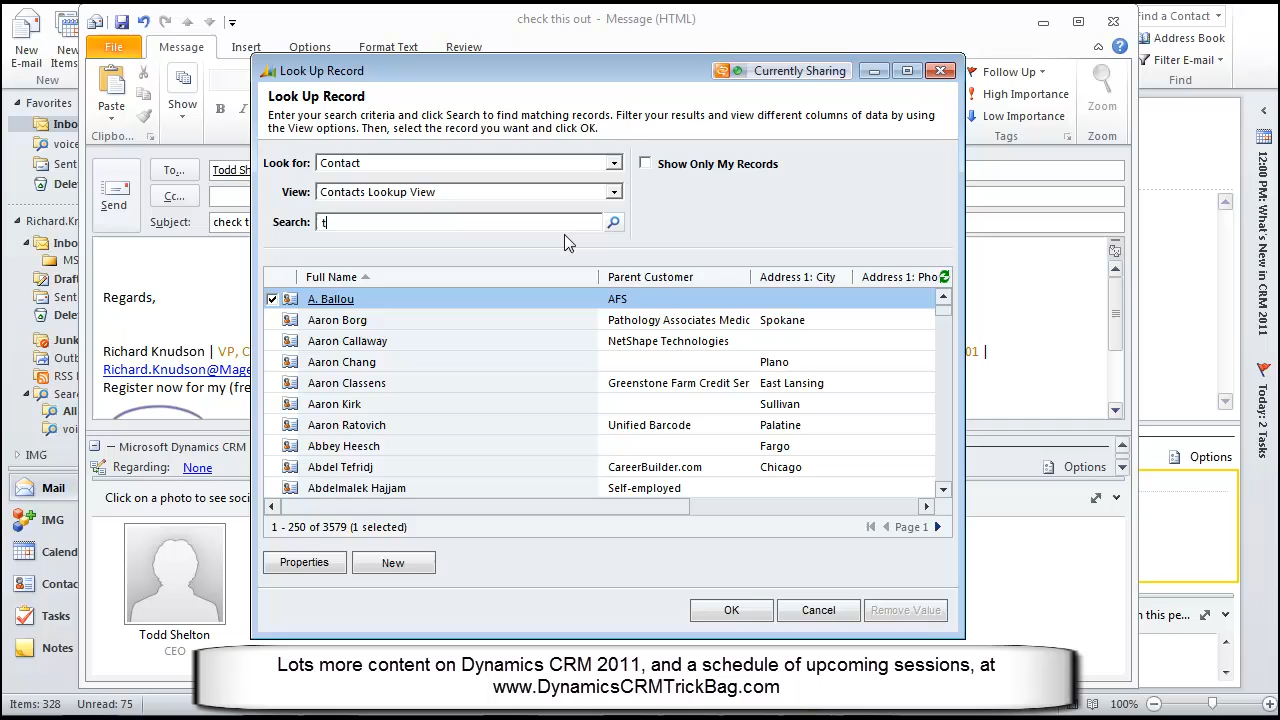 check this out - Message (HTML)
File Message Insert Options Format Text Review
New E-mail
New Items
New
Paste
Clipboard...
Show
B I
Follow Up
High Importance
Low Importance
Tags
Zoom
Zoom
Find a Contact
Address Book
Filter E-mail
Find
Favorites
Inbo
voice
Sent
Dele
Richard.Kn
Inbo
MS
Draft
Sent
Dele
Junk
Outb
RSS
Sear
All
voi
IMG
Mail
IMG
Calend
Contac
Tasks
Notes
Send
To...
Todd Sh
Cc...
Subject:
check t
Regards,
Richard Knudson | VP, C
01 |
Richard.Knudson@Mage
Register now for my (fre
Microsoft Dynamics CRM
Regarding: None
Options
Click on a photo to see soci
Todd Shelton
CEO
Look Up Record
Currently Sharing
Look Up Record
Enter your search criteria and click Search to find matching records. Filter your results and view different columns of data by using
the View options. Then, select the record you want and click OK.
Look for: Contact
Show Only My Records
View: Contacts Lookup View
Search: t
Full Name Parent Customer Address 1: City Address 1: Pho
A. Ballou AFS
Aaron Borg Pathology Associates Medic Spokane
Aaron Callaway NetShape Technologies
Aaron Chang Plano
Aaron Classens Greenstone Farm Credit Ser East Lansing
Aaron Kirk Sullivan
Aaron Ratovich Unified Barcode Palatine
Abbey Heesch Fargo
Abdel Tefridj CareerBuilder.com Chicago
Abdelmalek Hajjam Self-employed
1 - 250 of 3579 (1 selected)
Page 1
Properties New
OK Cancel Remove Value
12:00 PM: What's New in CRM 2011
Today: 2 Tasks
Options
n this pe...
Lots more content on Dynamics CRM 2011, and a schedule of upcoming sessions, at
www.DynamicsCRMTrickBag.com
Items: 328 Unread: 75
100%